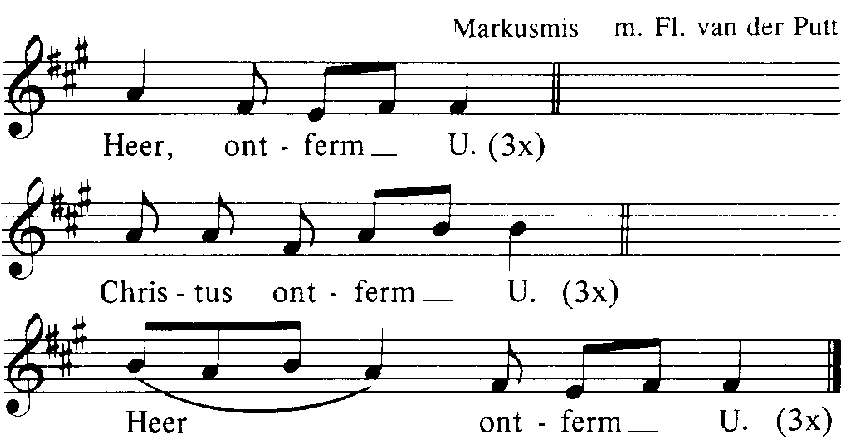 Markusmis m. Fl. van der Putt
Heer, ont - ferm _ U. (3x)
Chris - tus ont - ferm _ U. (3x)
Heer ont - ferm _ U. (3x)